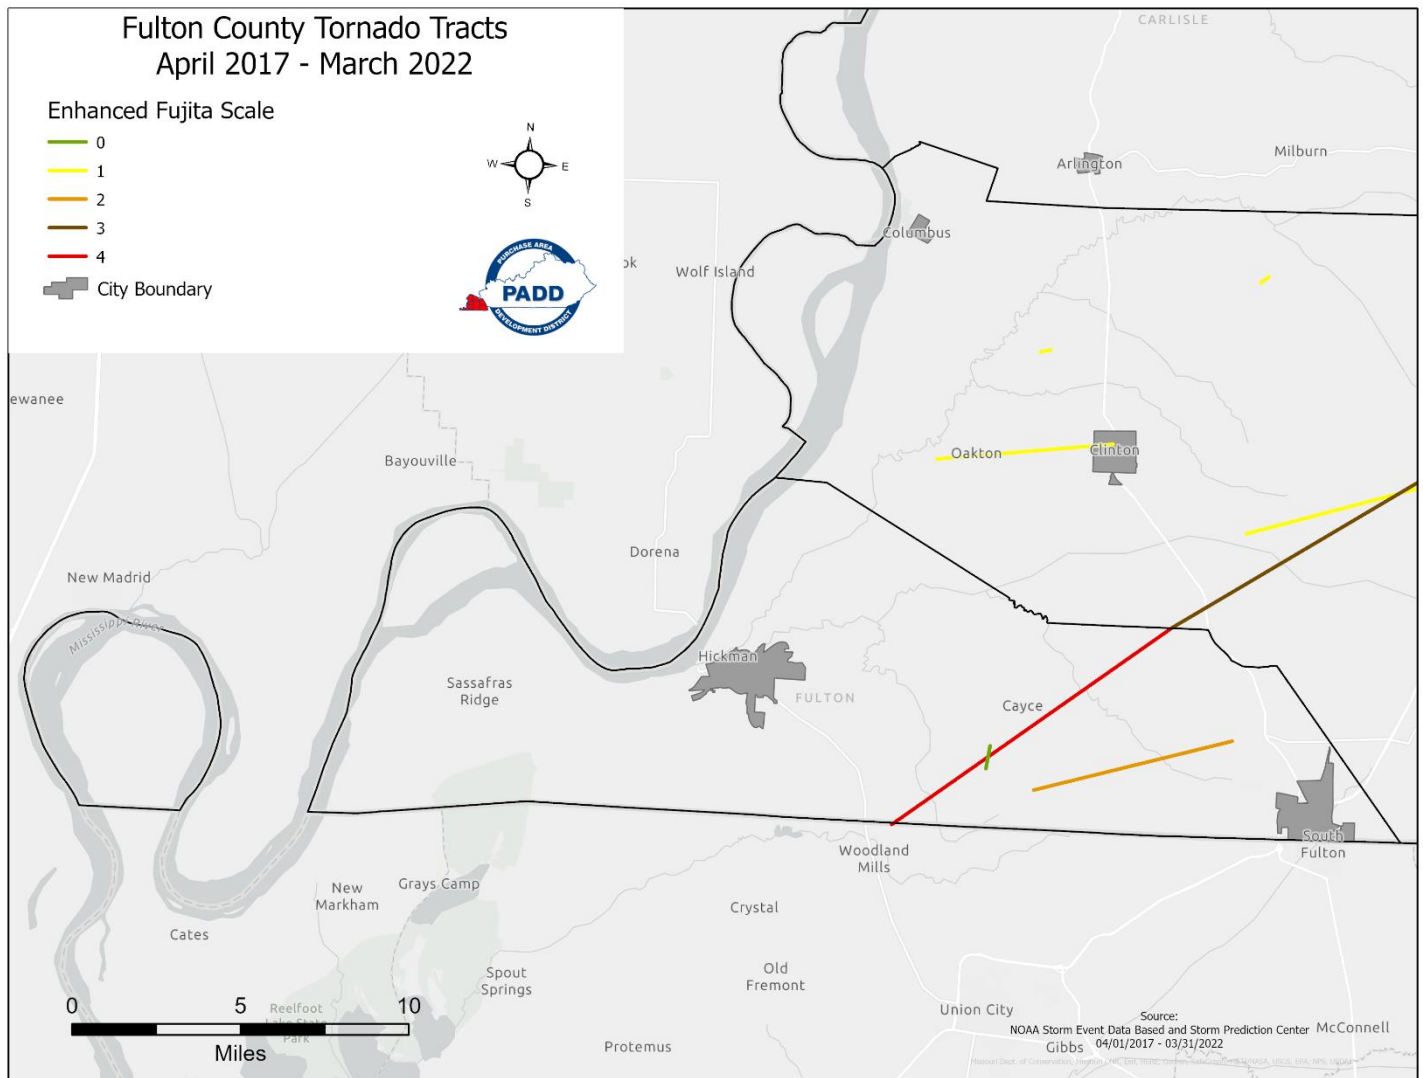 Fulton County Tornado Tracts
April 2017 - March 2022
Enhanced Fujita Scale
0
1
2
3
4
City Boundary
N
W
E
S
PURCHASE AREA
PADD
DEVELOPMENT DISTRICT
CARLISLE
Arlington
Milburn
Columbus
ok
Wolf Island
ewanee
Bayouville
Oakton
Clinton
Dorena
New Madrid
Mississippi River
Hickman
Sassafras
Ridge
FULTON
Cayce
South
Fulton
Woodland
Mills
New
Markham
Grays Camp
Crystal
Cates
Spout
Springs
Old
Fremont
Reelfoot
Lake State
Park
Union City
McConnell
Gibbs
Protemus
0 5 10
Miles
Source:
NOAA Storm Event Data Based and Storm Prediction Center
04/01/2017 - 03/31/2022